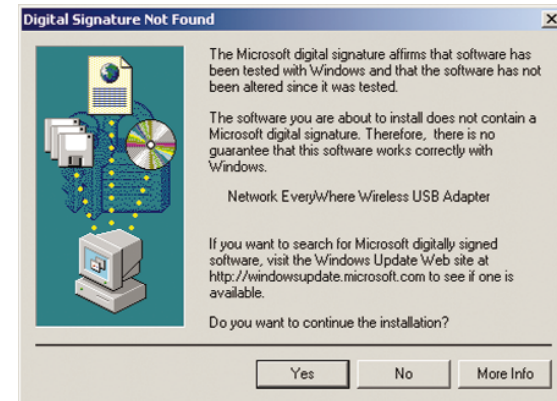 Digital Signature Not Found
The Microsoft digital signature affirms that software has
been tested with Windows and that the software has not
been altered since it was tested.
The software you are about to install does not contain a
Microsoft digital signature. Therefore, there is no
guarantee that this software works correctly with
Windows.
Network EveryWhere Wireless USB Adapter
If you want to search for Microsoft digitally signed
software, visit the Windows Update Web site at
http://windowsupdate.microsoft.com to see if one is
available.
Do you want to continue the installation?
Yes No More Info